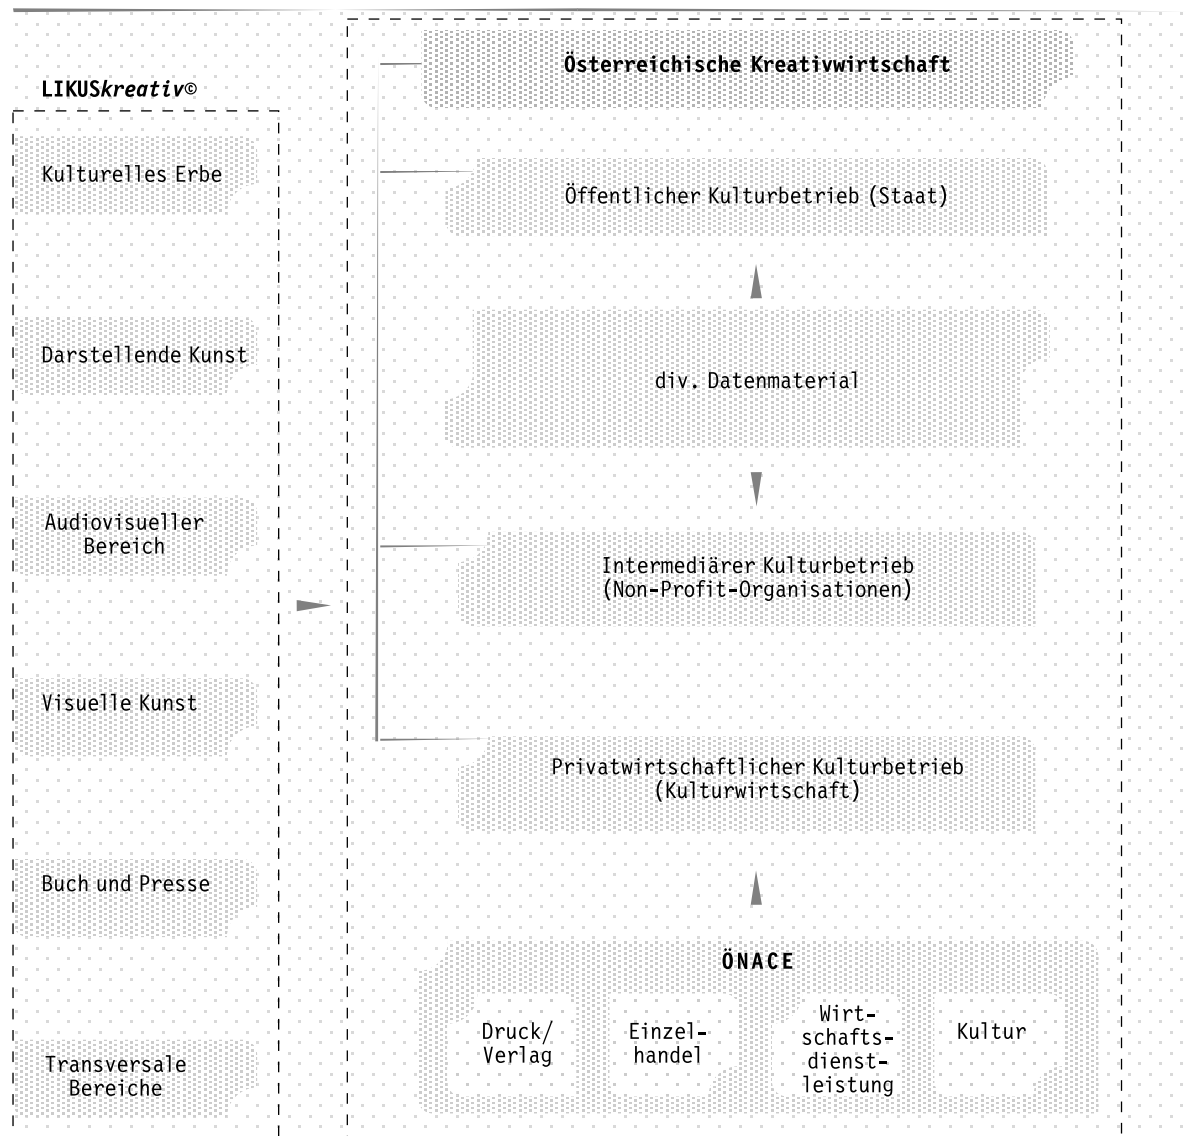 LIKUSkreativ©
Kulturelles Erbe
Darstellende Kunst
Audiovisueller
Bereich
Visuelle Kunst
Buch und Presse
Transversale
Bereiche
Österreichische Kreativwirtschaft
Öffentlicher Kulturbetrieb (Staat)
div. Datenmaterial
Intermediärer Kulturbetrieb
(Non-Profit-Organisationen)
Privatwirtschaftlicher Kulturbetrieb
(Kulturwirtschaft)
ÖNACE
Druck/
Verlag
Einzel-
handel
Wirt-
schafts-
dienst-
leistung
Kultur